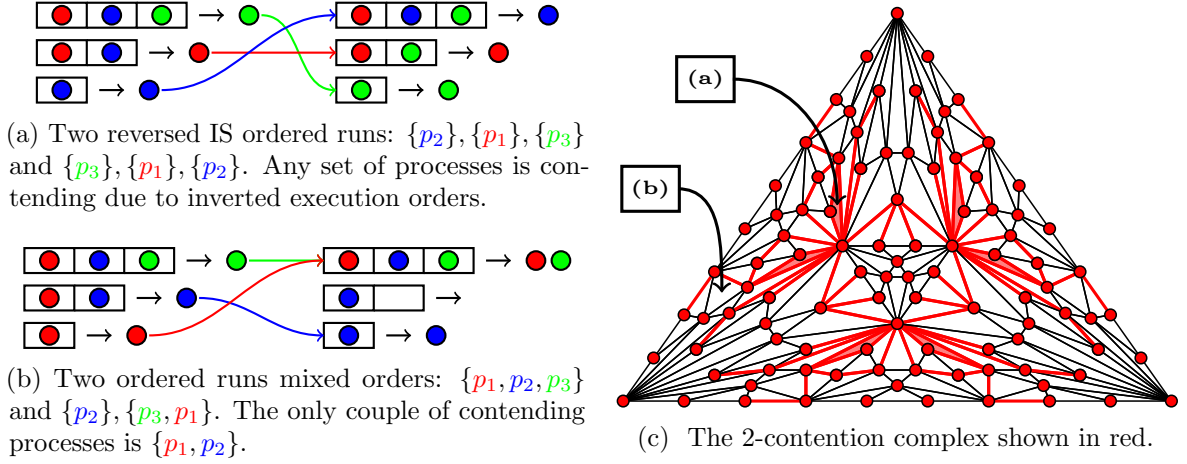 (a) Two reversed IS ordered runs: {p2}, {p1}, {p3}
and {p3}, {p1}, {p2}. Any set of processes is con-
tending due to inverted execution orders.
(b) Two ordered runs mixed orders: {p1, p2, p3}
and {p2}, {p3, p1}. The only couple of contending
processes is {p1, p2}.
(a)
(b)
(c) The 2-contention complex shown in red.